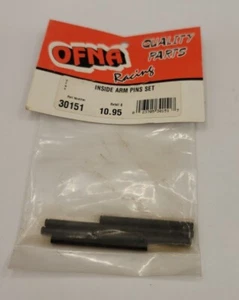 OFNA
Racing
QUALITY
PARTS
INSIDE ARM PINS SET
30151
10.95